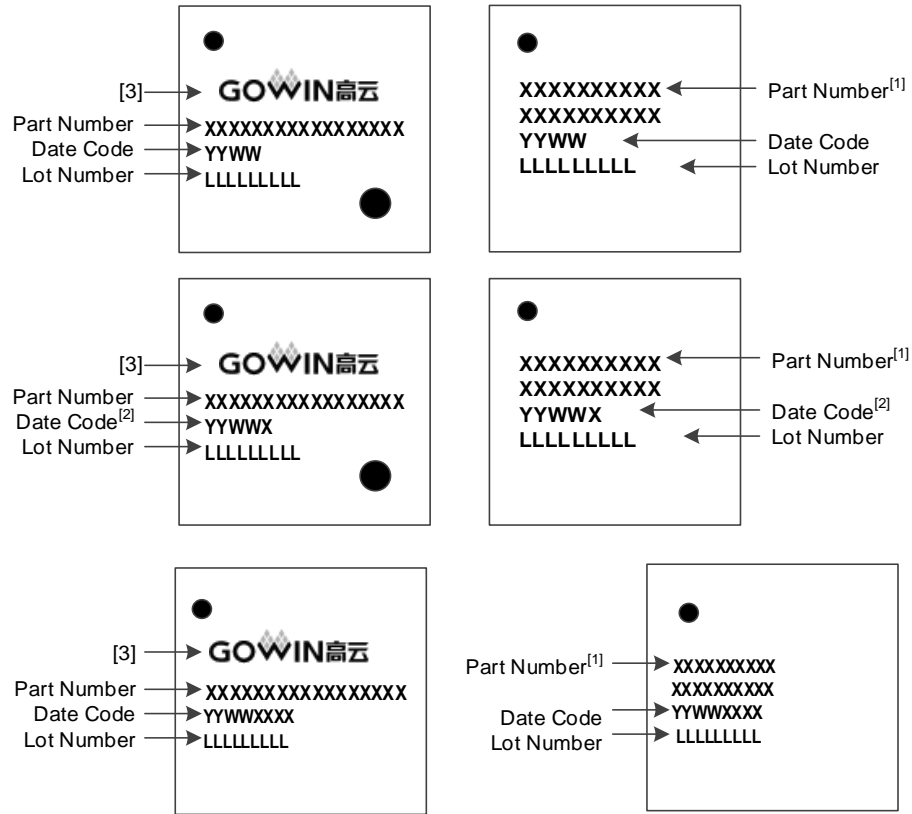 [3] GOWIN高云
Part Number XXXXXXXXXXXXXXXXX
Date Code YYWW
Lot Number LLLLLLLLL
XXXXXXXXXX Part Number[1]
XXXXXXXXXX
YYWW Date Code
LLLLLLLLL Lot Number
[3] GOWIN高云
Part Number XXXXXXXXXXXXXXXXX
Date Code[2] YYWWX
Lot Number LLLLLLLLL
XXXXXXXXXX Part Number[1]
XXXXXXXXXX
YYWWX Date Code[2]
LLLLLLLLL Lot Number
[3] GOWIN高云
Part Number XXXXXXXXXXXXXXXXX
Date Code YYWWXXXX
Lot Number LLLLLLLLL
Part Number[1] XXXXXXXXXX
XXXXXXXXXX
Date Code YYWWXXXX
Lot Number LLLLLLLLL